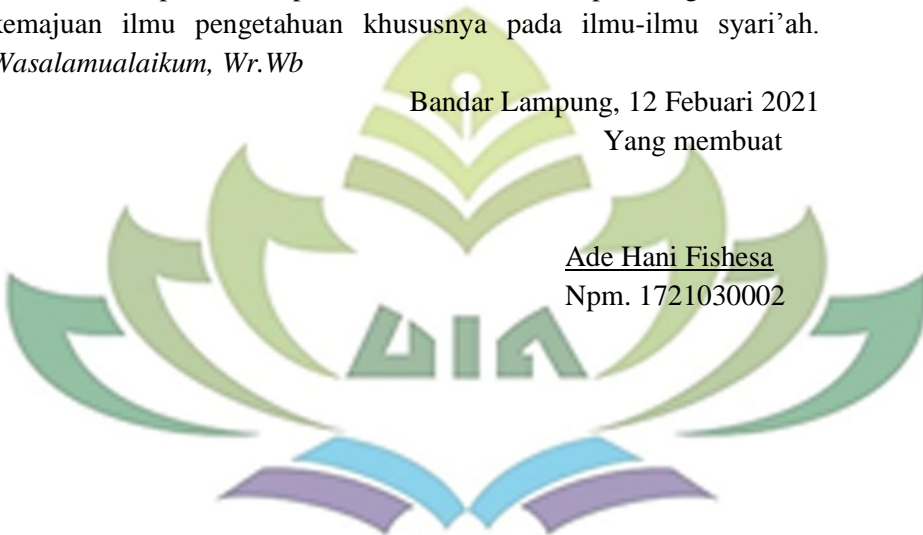 kemajuan ilmu pengetahuan khususnya pada ilmu-ilmu syari’ah.
Wasalamualaikum, Wr.Wb
Bandar Lampung, 12 Febuari 2021
Yang membuat
Ade Hani Fishesa
Npm. 1721030002
UIN